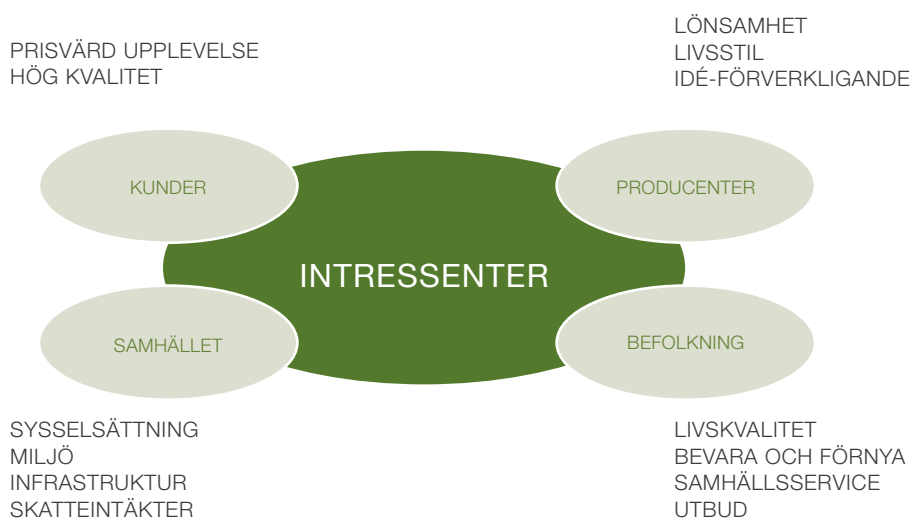 PRISVÄRD UPPLEVELSE
HÖG KVALITET
LÖNSAMHET
LIVSSTIL
IDÉ-FÖRVERKLIGANDE
KUNDER
PRODUCENTER
INTRESSENTER
SAMHÄLLET
BEFOLKNING
SYSSELSÄTTNING
MILJÖ
INFRASTRUKTUR
SKATTEINTÄKTER
LIVSKVALITET
BEVARA OCH FÖRNYA
SAMHÄLLSSERVICE
UTBUD